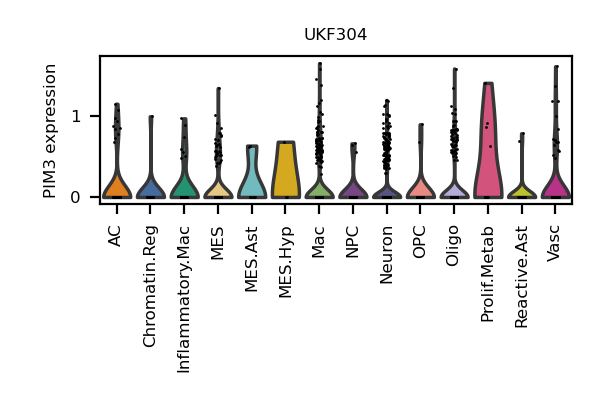 UKF304
PIM3 expression
1
0
AC
Chromatin.Reg
Inflammatory.Mac
MES
MES.Ast
MES.Hyp
Mac
NPC
Neuron
OPC
Oligo
Prolif.Metab
Reactive.Ast
Vasc